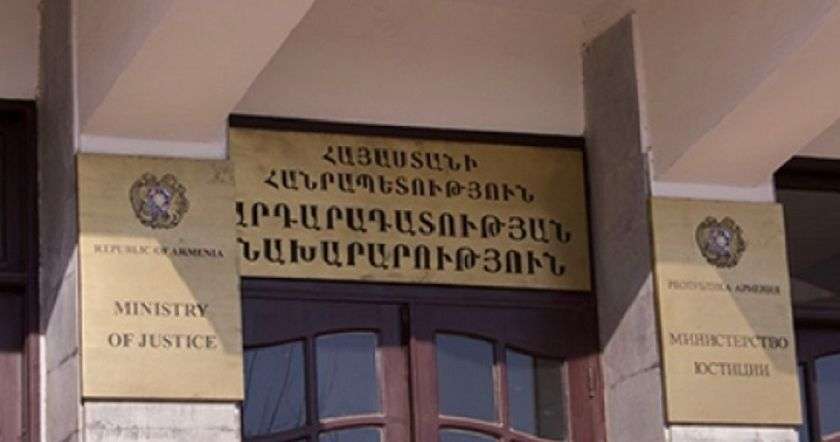 REPUBLIC OF ARMENIA
MINISTRY
OF JUSTICE
ՀԱՅԱՍՏԱՆԻ
ՀԱՆՐԱՊԵՏՈՒԹՅՈՒՆ
ԱՐԴԱՐԱԴԱՏՈՒԹՅԱՆ
ՆԱԽԱՐԱՐՈՒԹՅՈՒՆ
РЕСПУБЛИКА АРМЕНИЯ
МИНИСТЕРСТВО
ЮСТИЦИИ